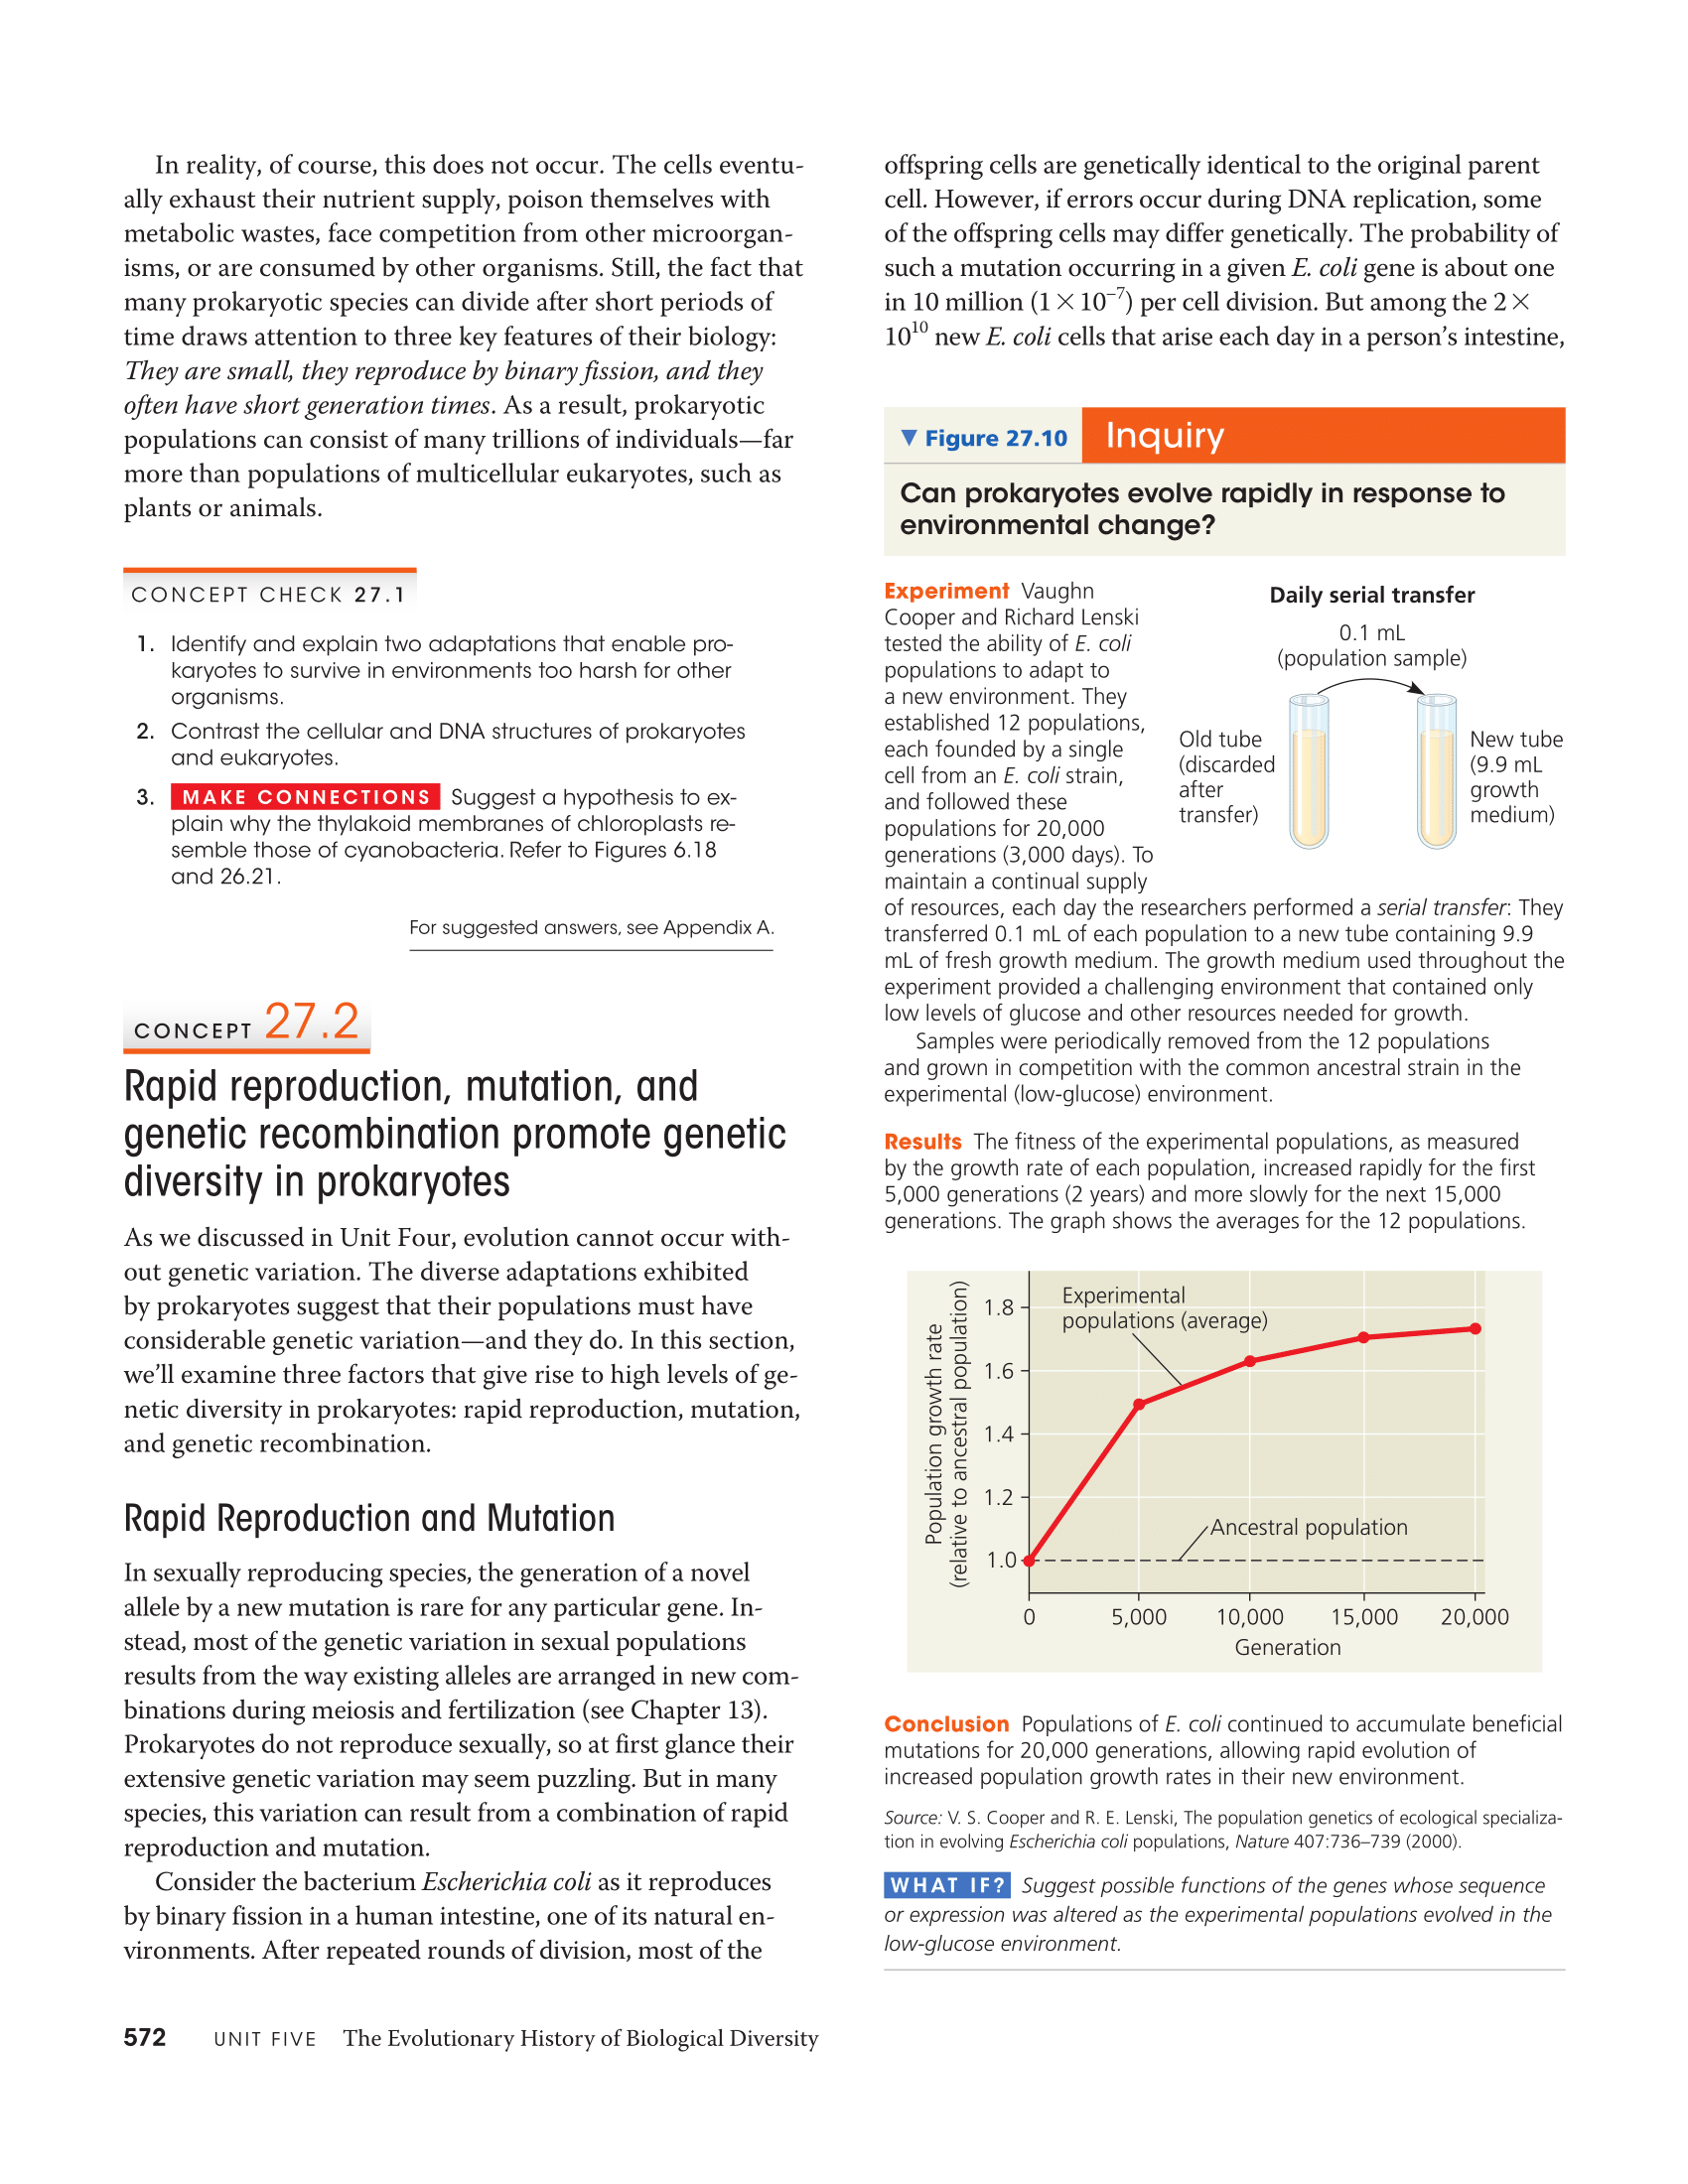 In reality, of course, this does not occur. The cells eventu-
ally exhaust their nutrient supply, poison themselves with
metabolic wastes, face competition from other microorgan-
isms, or are consumed by other organisms. Still, the fact that
many prokaryotic species can divide after short periods of
time draws attention to three key features of their biology:
They are small, they reproduce by binary fission, and they
often have short generation times. As a result, prokaryotic
populations can consist of many trillions of individuals—far
more than populations of multicellular eukaryotes, such as
plants or animals.
CONCEPT CHECK 27.1
1. Identify and explain two adaptations that enable pro-
karyotes to survive in environments too harsh for other
organisms.
2. Contrast the cellular and DNA structures of prokaryotes
and eukaryotes.
3. MAKE CONNECTIONS Suggest a hypothesis to ex-
plain why the thylakoid membranes of chloroplasts re-
semble those of cyanobacteria. Refer to Figures 6.18
and 26.21.
For suggested answers, see Appendix A.
CONCEPT 27.2
Rapid reproduction, mutation, and
genetic recombination promote genetic
diversity in prokaryotes
As we discussed in Unit Four, evolution cannot occur with-
out genetic variation. The diverse adaptations exhibited
by prokaryotes suggest that their populations must have
considerable genetic variation—and they do. In this section,
we'll examine three factors that give rise to high levels of ge-
netic diversity in prokaryotes: rapid reproduction, mutation,
and genetic recombination.
Rapid Reproduction and Mutation
In sexually reproducing species, the generation of a novel
allele by a new mutation is rare for any particular gene. In-
stead, most of the genetic variation in sexual populations
results from the way existing alleles are arranged in new com-
binations during meiosis and fertilization (see Chapter 13).
Prokaryotes do not reproduce sexually, so at first glance their
extensive genetic variation may seem puzzling. But in many
species, this variation can result from a combination of rapid
reproduction and mutation.
Consider the bacterium Escherichia coli as it reproduces
by binary fission in a human intestine, one of its natural en-
vironments. After repeated rounds of division, most of the
offspring cells are genetically identical to the original parent
cell. However, if errors occur during DNA replication, some
of the offspring cells may differ genetically. The probability of
such a mutation occurring in a given E. coli gene is about one
in 10 million (1 × 10⁻⁷) per cell division. But among the 2 ×
10¹⁰ new E. coli cells that arise each day in a person's intestine,
▼ Figure 27.10 Inquiry
Can prokaryotes evolve rapidly in response to
environmental change?
Experiment Vaughn
Cooper and Richard Lenski
tested the ability of E. coli
populations to adapt to
a new environment. They
established 12 populations,
each founded by a single
cell from an E. coli strain,
and followed these
populations for 20,000
generations (3,000 days). To
maintain a continual supply
of resources, each day the researchers performed a serial transfer: They
transferred 0.1 mL of each population to a new tube containing 9.9
mL of fresh growth medium. The growth medium used throughout the
experiment provided a challenging environment that contained only
low levels of glucose and other resources needed for growth.
Daily serial transfer
0.1 mL
(population sample)
Old tube
(discarded
after
transfer)
New tube
(9.9 mL
growth
medium)
Samples were periodically removed from the 12 populations
and grown in competition with the common ancestral strain in the
experimental (low-glucose) environment.
Results The fitness of the experimental populations, as measured
by the growth rate of each population, increased rapidly for the first
5,000 generations (2 years) and more slowly for the next 15,000
generations. The graph shows the averages for the 12 populations.
Population growth rate
(relative to ancestral population)
1.8
1.6
1.4
1.2
1.0
Experimental
populations (average)
Ancestral population
0 5,000 10,000 15,000 20,000
Generation
Conclusion Populations of E. coli continued to accumulate beneficial
mutations for 20,000 generations, allowing rapid evolution of
increased population growth rates in their new environment.
Source: V. S. Cooper and R. E. Lenski, The population genetics of ecological specializa-
tion in evolving Escherichia coli populations, Nature 407:736–739 (2000).
WHAT IF? Suggest possible functions of the genes whose sequence
or expression was altered as the experimental populations evolved in the
low-glucose environment.
572 UNIT FIVE The Evolutionary History of Biological Diversity